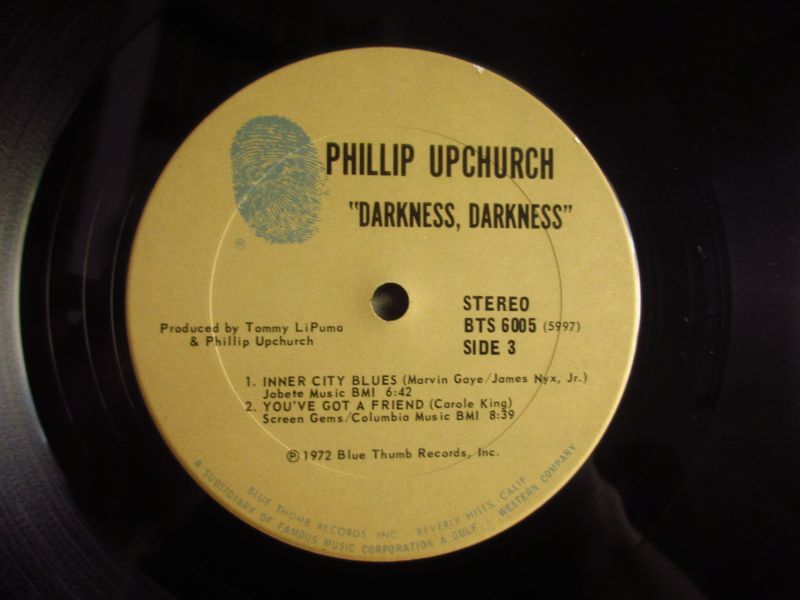 PHILLIP UPCHURCH
"DARKNESS, DARKNESS"
®
STEREO
BTS 6005 (5997)
SIDE 3
Produced by Tommy LiPuma
& Phillip Upchurch
1. INNER CITY BLUES (Marvin Gaye/James Nyx, Jr.)
Jobete Music BMI 6:42
2. YOU'VE GOT A FRIEND (Carole King)
Screen Gems/Columbia Music BMI 8:39
℗ 1972 Blue Thumb Records, Inc.
BLUE THUMB RECORDS INC. BEVERLY HILLS, CALIF.
A SUBSIDIARY OF FAMOUS MUSIC CORPORATION A GULF + WESTERN COMPANY